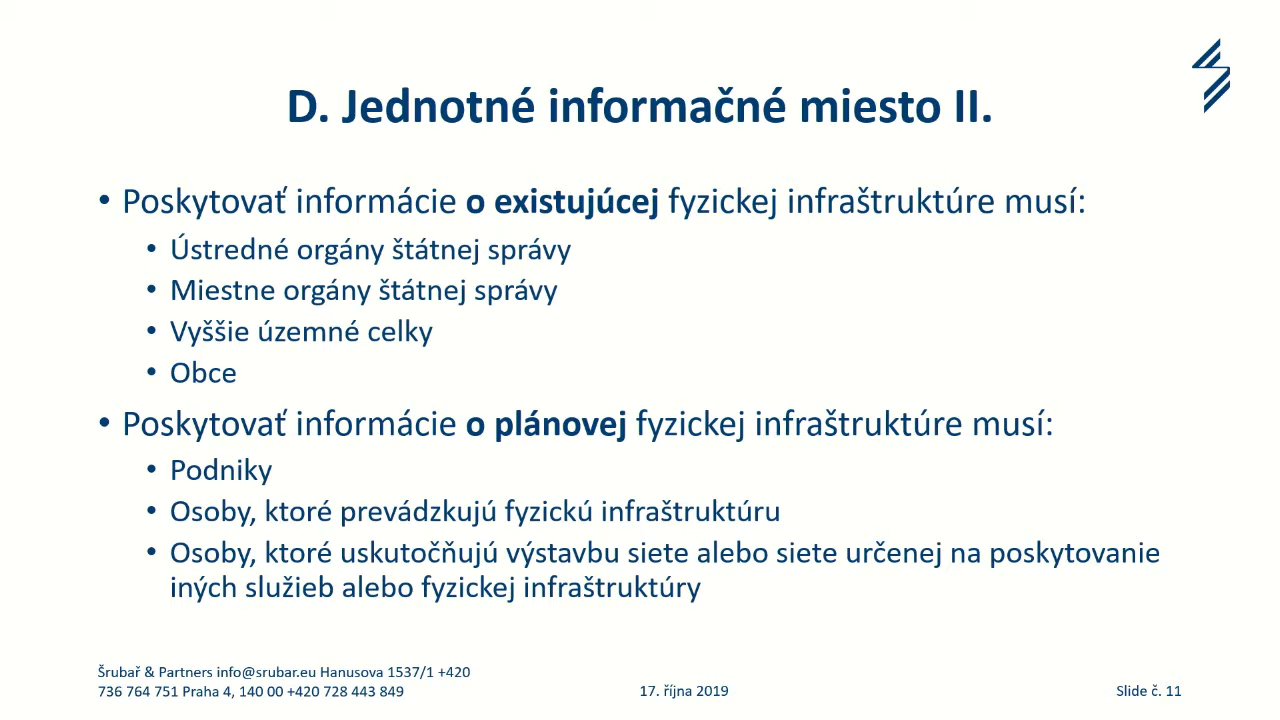 D. Jednotné informačné miesto II.
• Poskytovať informácie o existujúcej fyzickej infraštruktúre musí:
• Ústredné orgány štátnej správy
• Miestne orgány štátnej správy
• Vyššie územné celky
• Obce
• Poskytovať informácie o plánovej fyzickej infraštruktúre musí:
• Podniky
• Osoby, ktoré prevádzkujú fyzickú infraštruktúru
• Osoby, ktoré uskutočňujú výstavbu siete alebo siete určenej na poskytovanie
iných služieb alebo fyzickej infraštruktúry
Šrubař & Partners info@srubar.eu Hanusova 1537/1 +420
736 764 751 Praha 4, 140 00 +420 728 443 849
17. října 2019
Slide č. 11